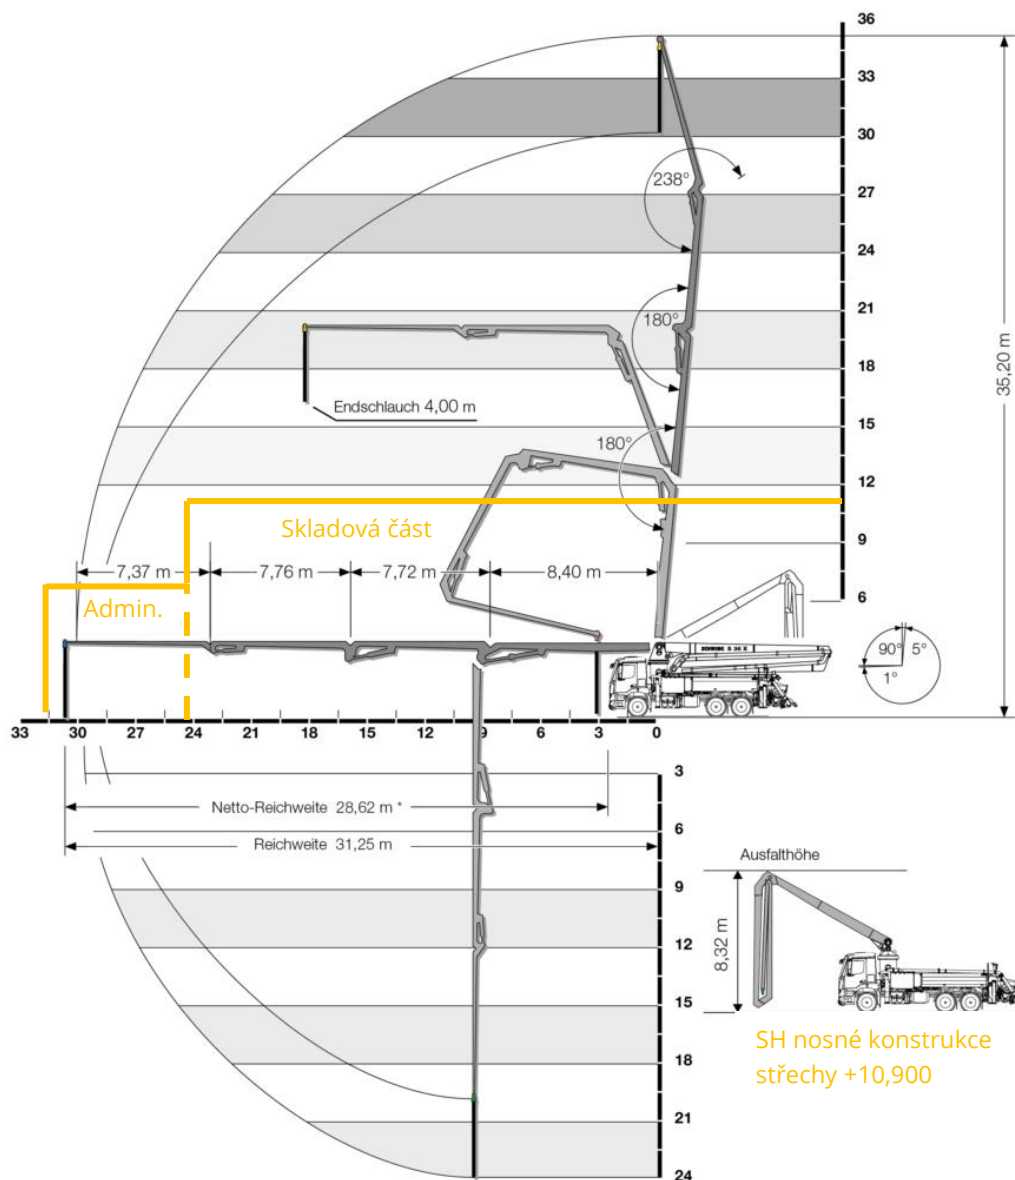 36
33
30
27
24
21
18
15
12
9
6
238°
180°
180°
35,20 m
Endschlauch 4,00 m
Skladová část
7,37 m
7,76 m
7,72 m
8,40 m
Admin.
90°
5°
1°
33
30
27
24
21
18
15
12
9
6
3
0
3
6
9
12
15
18
21
24
Netto-Reichweite 28,62 m *
Reichweite 31,25 m
Ausfalthöhe
8,32 m
SH nosné konstrukce
střechy +10,900